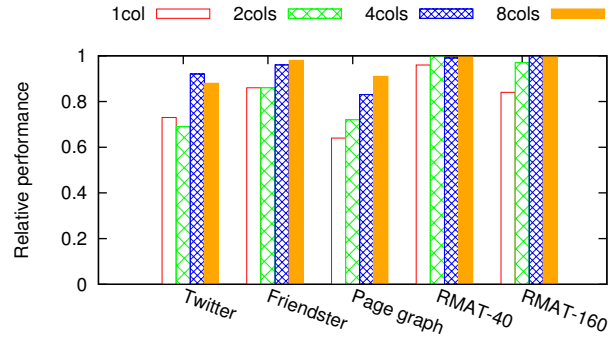 1col 2cols 4cols 8cols
1
0.8
0.6
0.4
0.2
0
Relative performance
Twitter
Friendster
Page graph
RMAT-40
RMAT-160